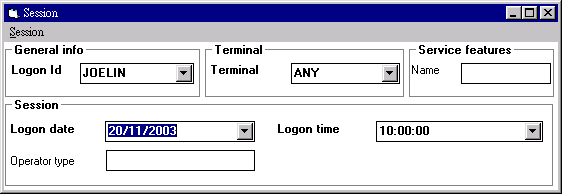 Session
Session
General info
Terminal
Service features
Logon Id
JOELIN
Terminal
ANY
Name
Session
Logon date
20/11/2003
Logon time
10:00:00
Operator type